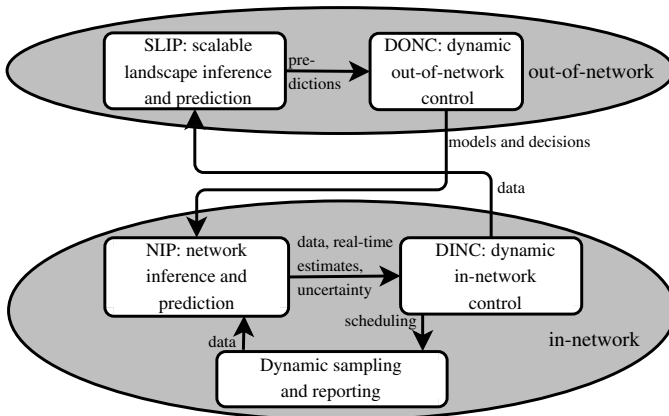 SLIP: scalable
landscape inference
and prediction
pre-
dictions
DONC: dynamic
out-of-network
control
out-of-network
models and decisions
data
NIP: network
inference and
prediction
data, real-time
estimates,
uncertainty
DINC: dynamic
in-network
control
scheduling
data
in-network
Dynamic sampling
and reporting